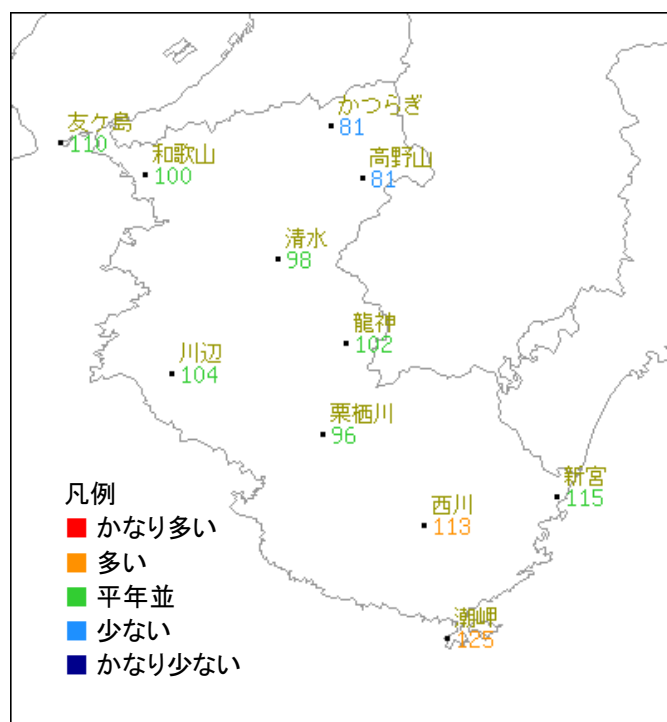 かつらぎ
81
友ケ島
110
和歌山
100
高野山
81
清水
98
龍神
102
川辺
104
栗栖川
96
新宮
115
西川
113
潮岬
125
凡例
かなり多い
多い
平年並
少ない
かなり少ない